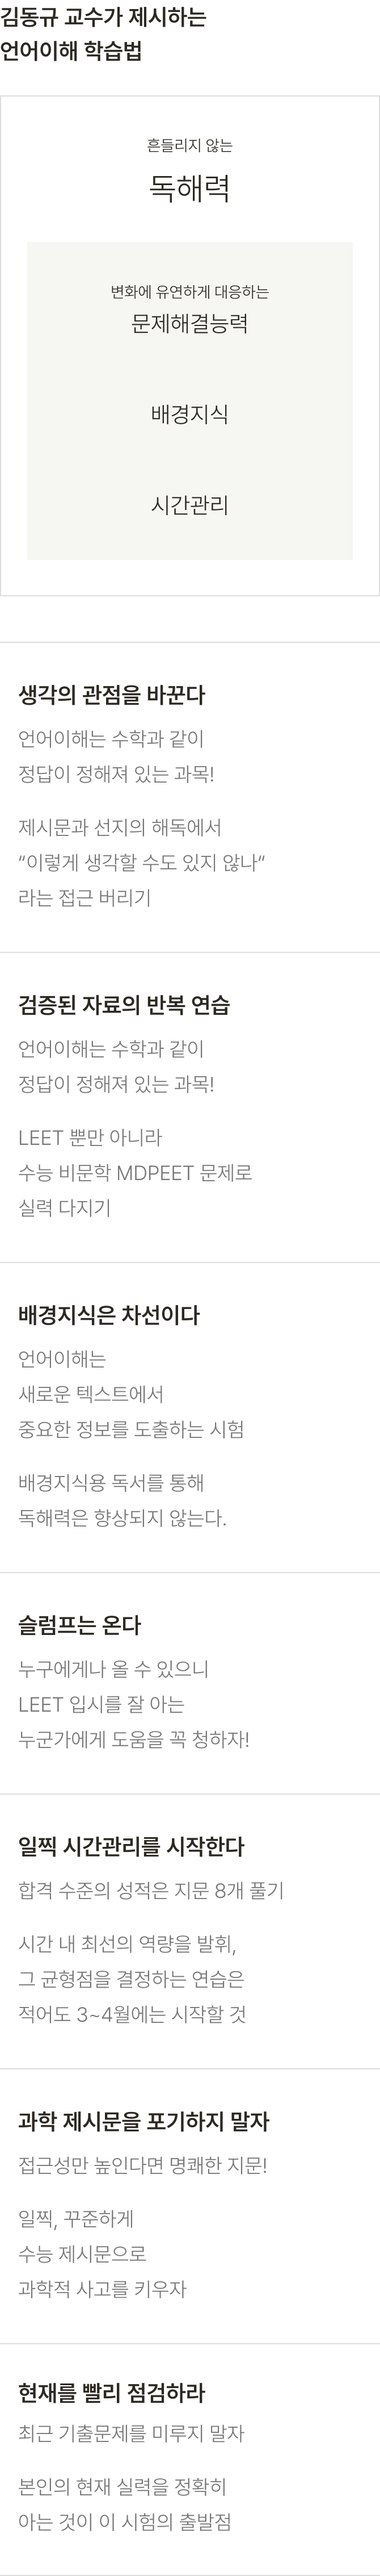 김동규 교수가 제시하는
언어이해 학습법
흔들리지 않는
독해력
변화에 유연하게 대응하는
문제해결능력
배경지식
시간관리
생각의 관점을 바꾼다
언어이해는 수학과 같이
정답이 정해져 있는 과목!
제시문과 선지의 해독에서
“이렇게 생각할 수도 있지 않나“
라는 접근 버리기
검증된 자료의 반복 연습
언어이해는 수학과 같이
정답이 정해져 있는 과목!
LEET 뿐만 아니라
수능 비문학 MDPEET 문제로
실력 다지기
배경지식은 차선이다
언어이해는
새로운 텍스트에서
중요한 정보를 도출하는 시험
배경지식용 독서를 통해
독해력은 향상되지 않는다.
슬럼프는 온다
누구에게나 올 수 있으니
LEET 입시를 잘 아는
누군가에게 도움을 꼭 청하자!
일찍 시간관리를 시작한다
합격 수준의 성적은 지문 8개 풀기
시간 내 최선의 역량을 발휘,
그 균형점을 결정하는 연습은
적어도 3~4월에는 시작할 것
과학 제시문을 포기하지 말자
접근성만 높인다면 명쾌한 지문!
일찍, 꾸준하게
수능 제시문으로
과학적 사고를 키우자
현재를 빨리 점검하라
최근 기출문제를 미루지 말자
본인의 현재 실력을 정확히
아는 것이 이 시험의 출발점